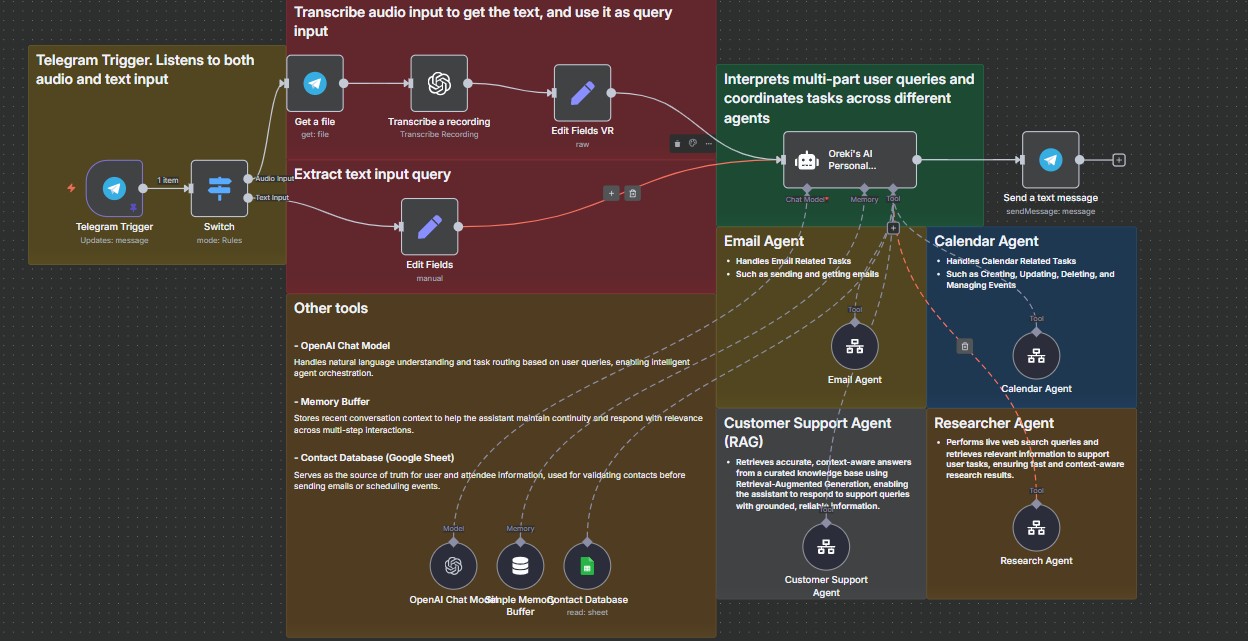 Transcribe audio input to get the text, and use it as query
input
Telegram Trigger. Listens to both
audio and text input
Get a file
get: file
Transcribe a recording
Transcribe Recording
Edit Fields VR
raw
Interprets multi-part user queries and
coordinates tasks across different
agents
Oreki's AI
Personal...
Chat Model*
Memory
Tool
Send a text message
sendMessage: message
1 item
Audio Input
Text Input
Telegram Trigger
Updates: message
Switch
mode: Rules
Extract text input query
Edit Fields
manual
Email Agent
• Handles Email Related Tasks
• Such as sending and getting emails
Tool
Email Agent
Calendar Agent
• Handles Calendar Related Tasks
• Such as Creating, Updating, Deleting, and
Managing Events
Tool
Calendar Agent
Other tools
- OpenAI Chat Model
Handles natural language understanding and task routing based on user queries, enabling intelligent
agent orchestration.
- Memory Buffer
Stores recent conversation context to help the assistant maintain continuity and respond with relevance
across multi-step interactions.
- Contact Database (Google Sheet)
Serves as the source of truth for user and attendee information, used for validating contacts before
sending emails or scheduling events.
Model
OpenAI Chat Model
Memory
Simple Memory
Buffer
Contact Database
read: sheet
Customer Support Agent
(RAG)
• Retrieves accurate, context-aware answers
from a curated knowledge base using
Retrieval-Augmented Generation, enabling
the assistant to respond to support queries
with grounded, reliable information.
Tool
Customer Support
Agent
Researcher Agent
• Performs live web search queries and
retrieves relevant information to support
user tasks, ensuring fast and context-aware
research results.
Tool
Research Agent